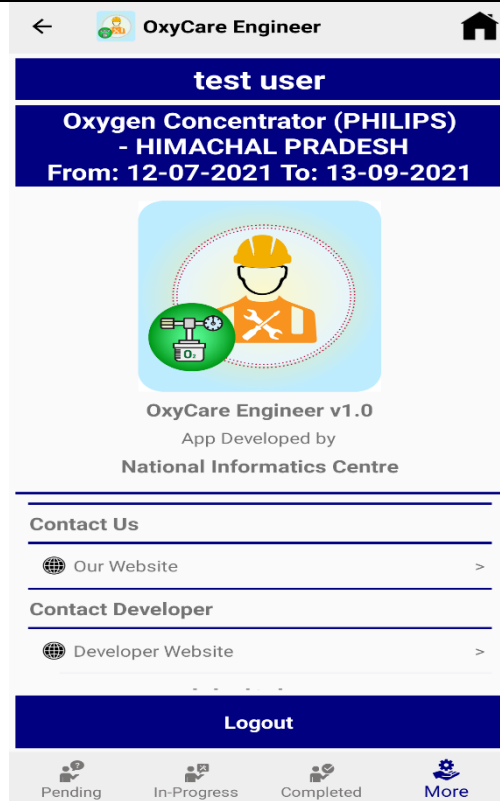 OxyCare Engineer
test user
Oxygen Concentrator (PHILIPS)
- HIMACHAL PRADESH
From: 12-07-2021 To: 13-09-2021
O₂
OxyCare Engineer v1.0
App Developed by
National Informatics Centre
Contact Us
Our Website >
Contact Developer
Developer Website >
Logout
Pending In-Progress Completed More